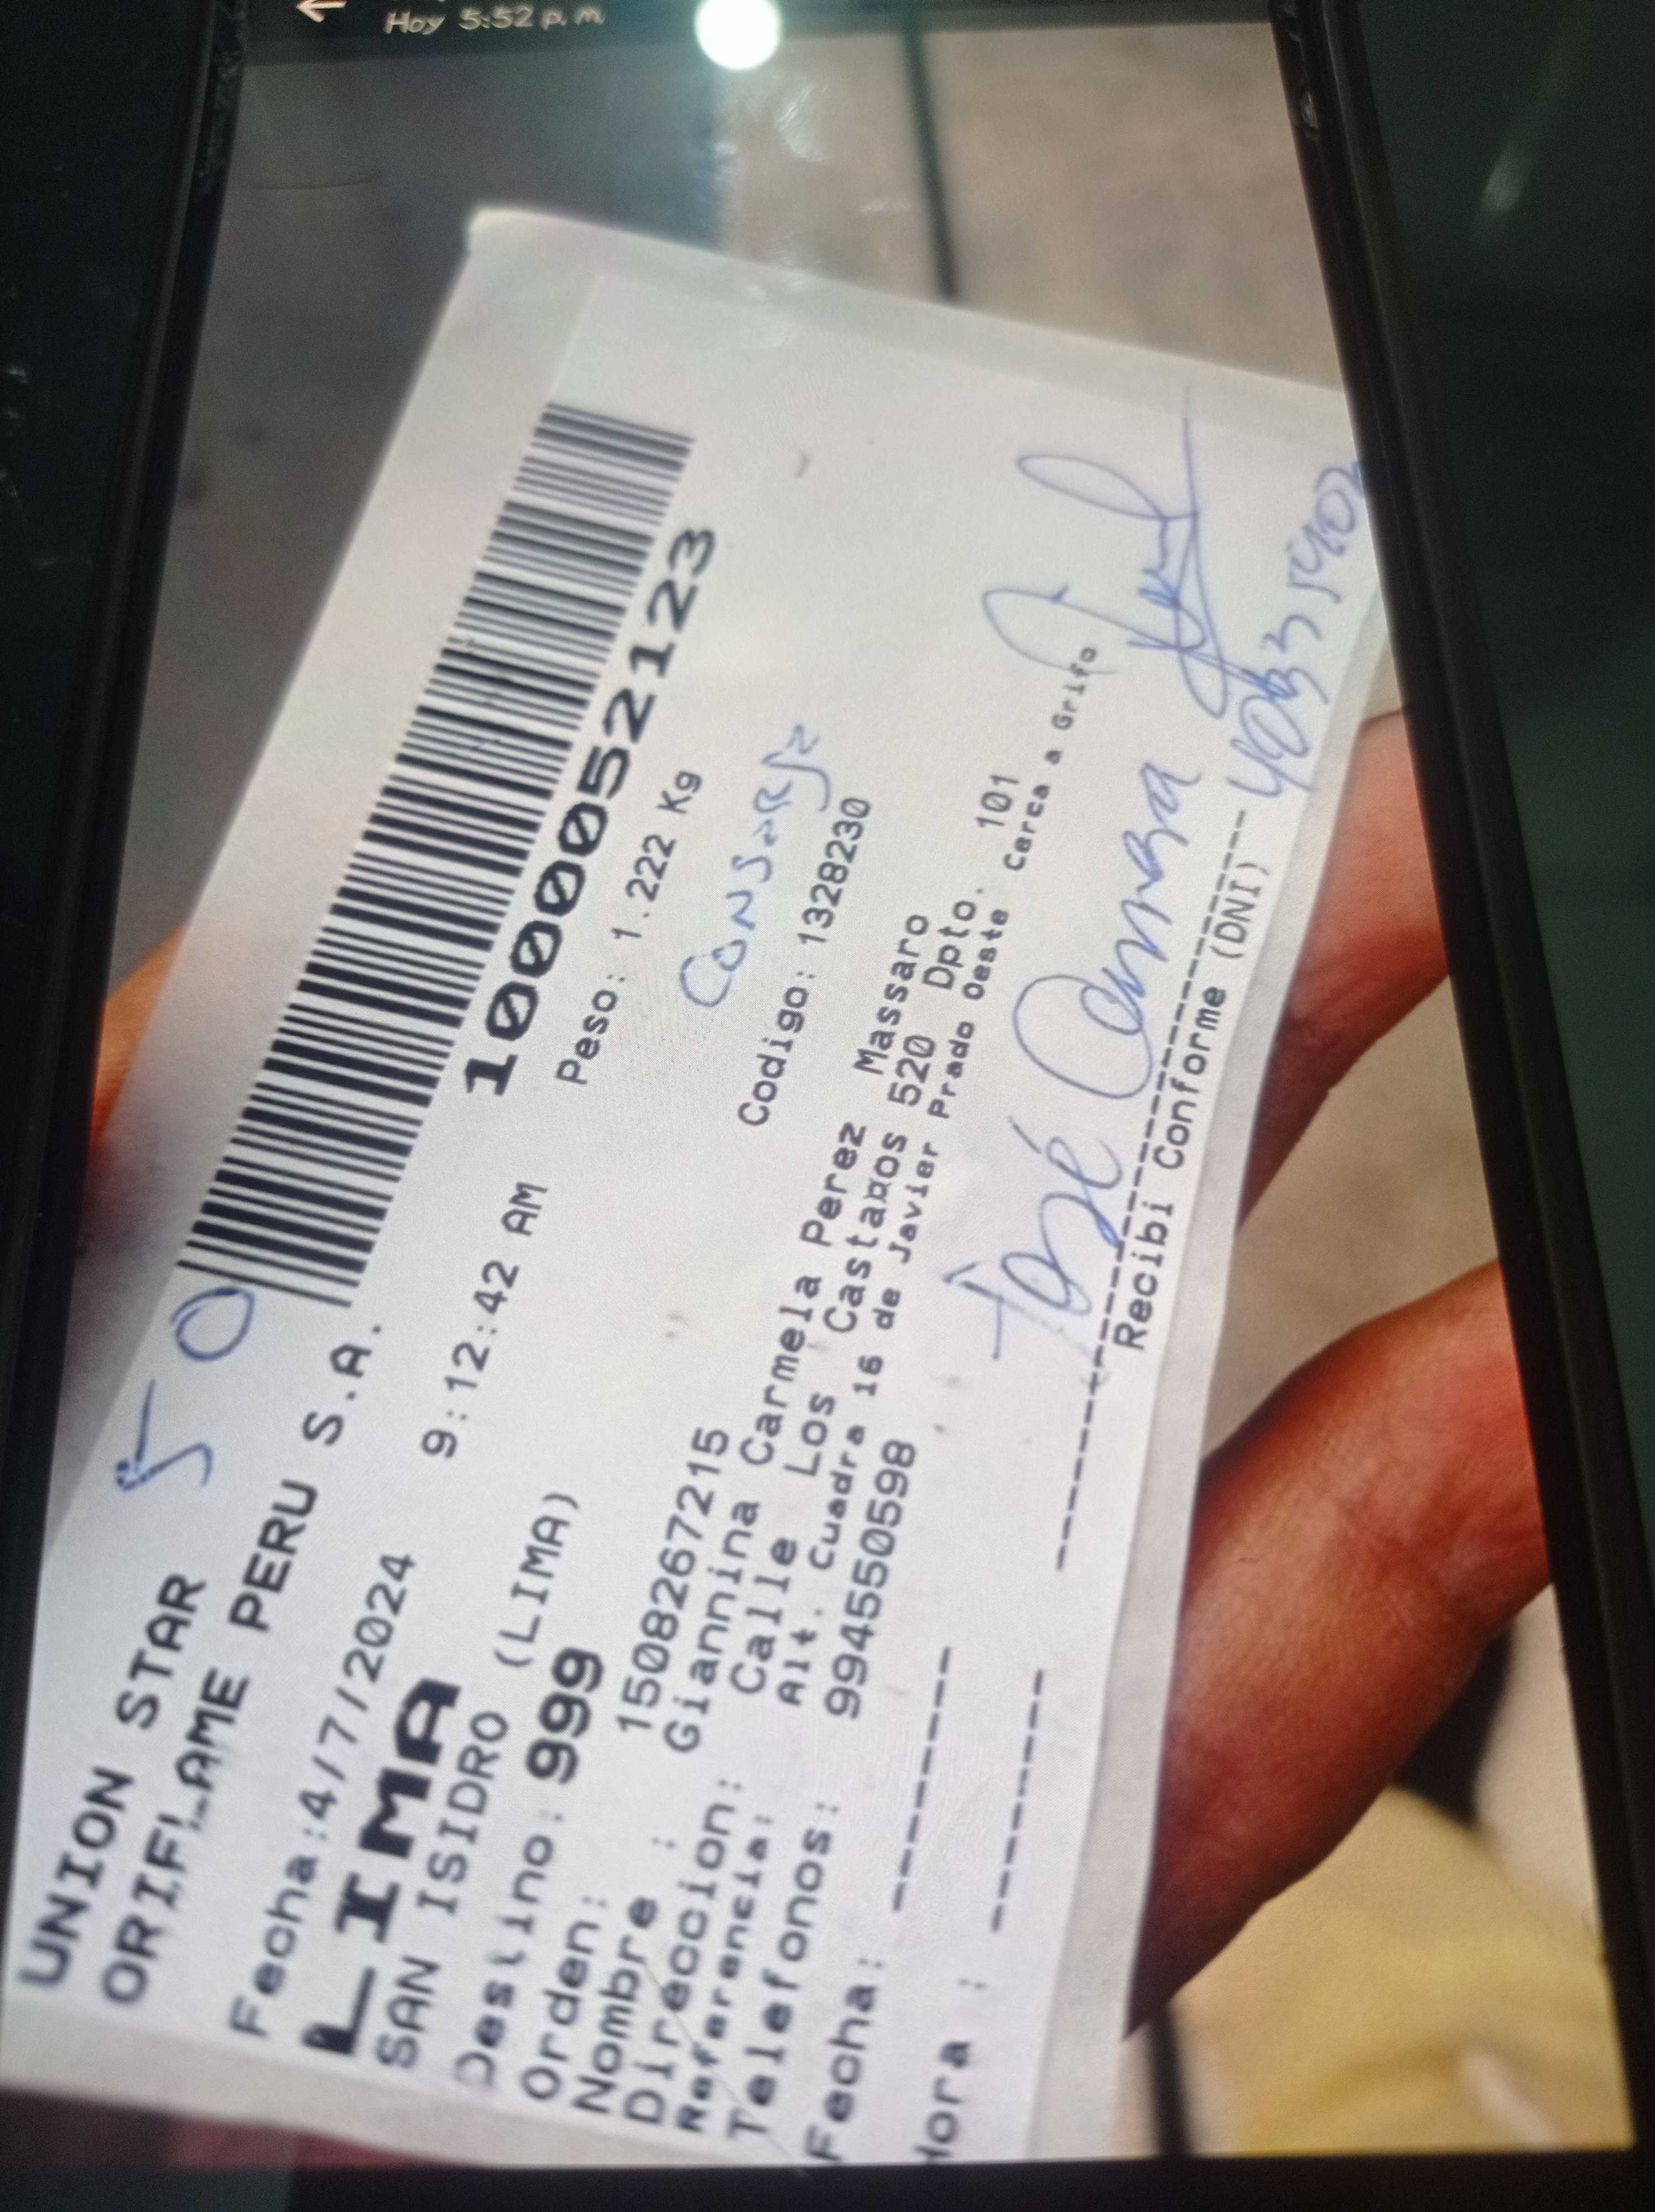 Hoy 5:52 p. m.
50
UNION STAR
ORIFLAME PERU S.A.
10000052123
Fecha:4/7/2024 9:12:42 AM
Peso: 1.222 Kg
LIMA
SAN ISIDRO (LIMA)
CONSERJE
Destino: 999
Codigo: 1328230
Orden: 1508267215
Nombre : Giannina Carmela Perez Massaro
Direccion: Calle Los Castaños 520 Dpto. 101
Referencia: Alt. Cuadra 16 de Javier Prado Oeste Cerca a Grifo
Telefonos: 994550598
Fecha: ----------
José Camara
Hora : ----------
Recibi Conforme (DNI)